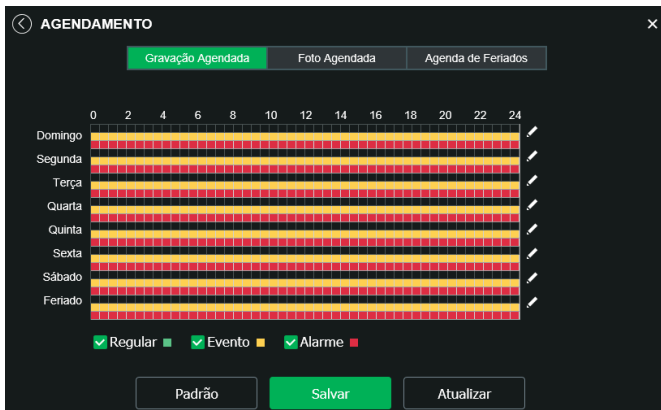 AGENDAMENTO
Gravação Agendada Foto Agendada Agenda de Feriados
0 2 4 6 8 10 12 14 16 18 20 22 24
Domingo
Segunda
Terça
Quarta
Quinta
Sexta
Sábado
Feriado
Regular Evento Alarme
Padrão Salvar Atualizar